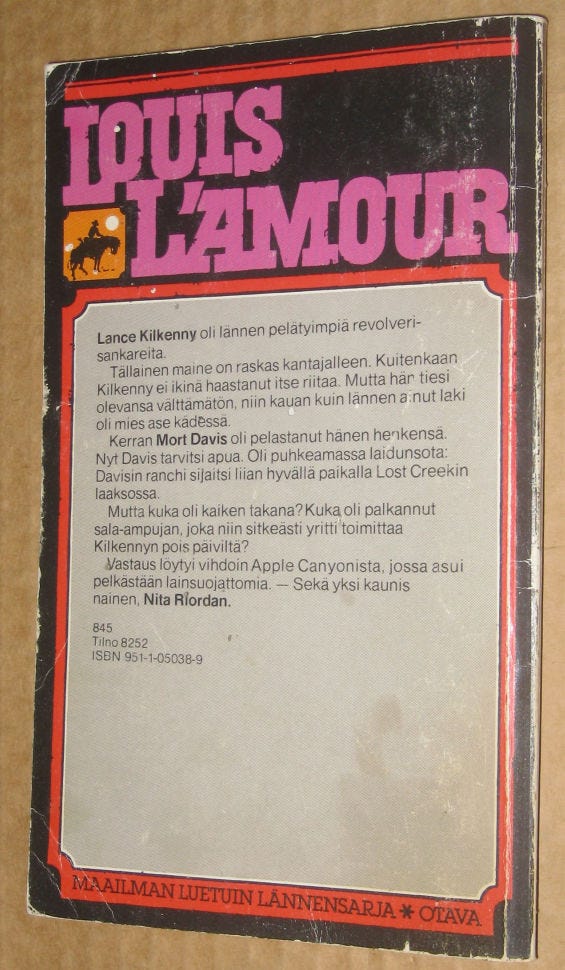 LOUIS
L'AMOUR
Lance Kilkenny oli lännen pelätyimpiä revolveri-
sankareita.
Tällainen maine on raskas kantajalleen. Kuitenkaan
Kilkenny ei ikinä haastanut itse riitaa. Mutta hän tiesi
olevansa välttämätön, niin kauan kuin lännen ainut laki
oli mies ase kädessä.
Kerran Mort Davis oli pelastanut hänen henkensä.
Nyt Davis tarvitsi apua. Oli puhkeamassa laidunsota:
Davisin ranchi sijaitsi liian hyvällä paikalla Lost Creekin
laaksossa.
Mutta kuka oli kaiken takana? Kuka oli palkannut
sala-ampujan, joka niin sitkeästi yritti toimittaa
Kilkennyn pois päiviltä?
Vastaus löytyi vihdoin Apple Canyonista, jossa asui
pelkästään lainsuojattomia. — Sekä yksi kaunis
nainen, Nita Riordan.
845
Tilno 8252
ISBN 951-1-05038-9
MAAILMAN LUETUIN LÄNNENSARJA * OTAVA